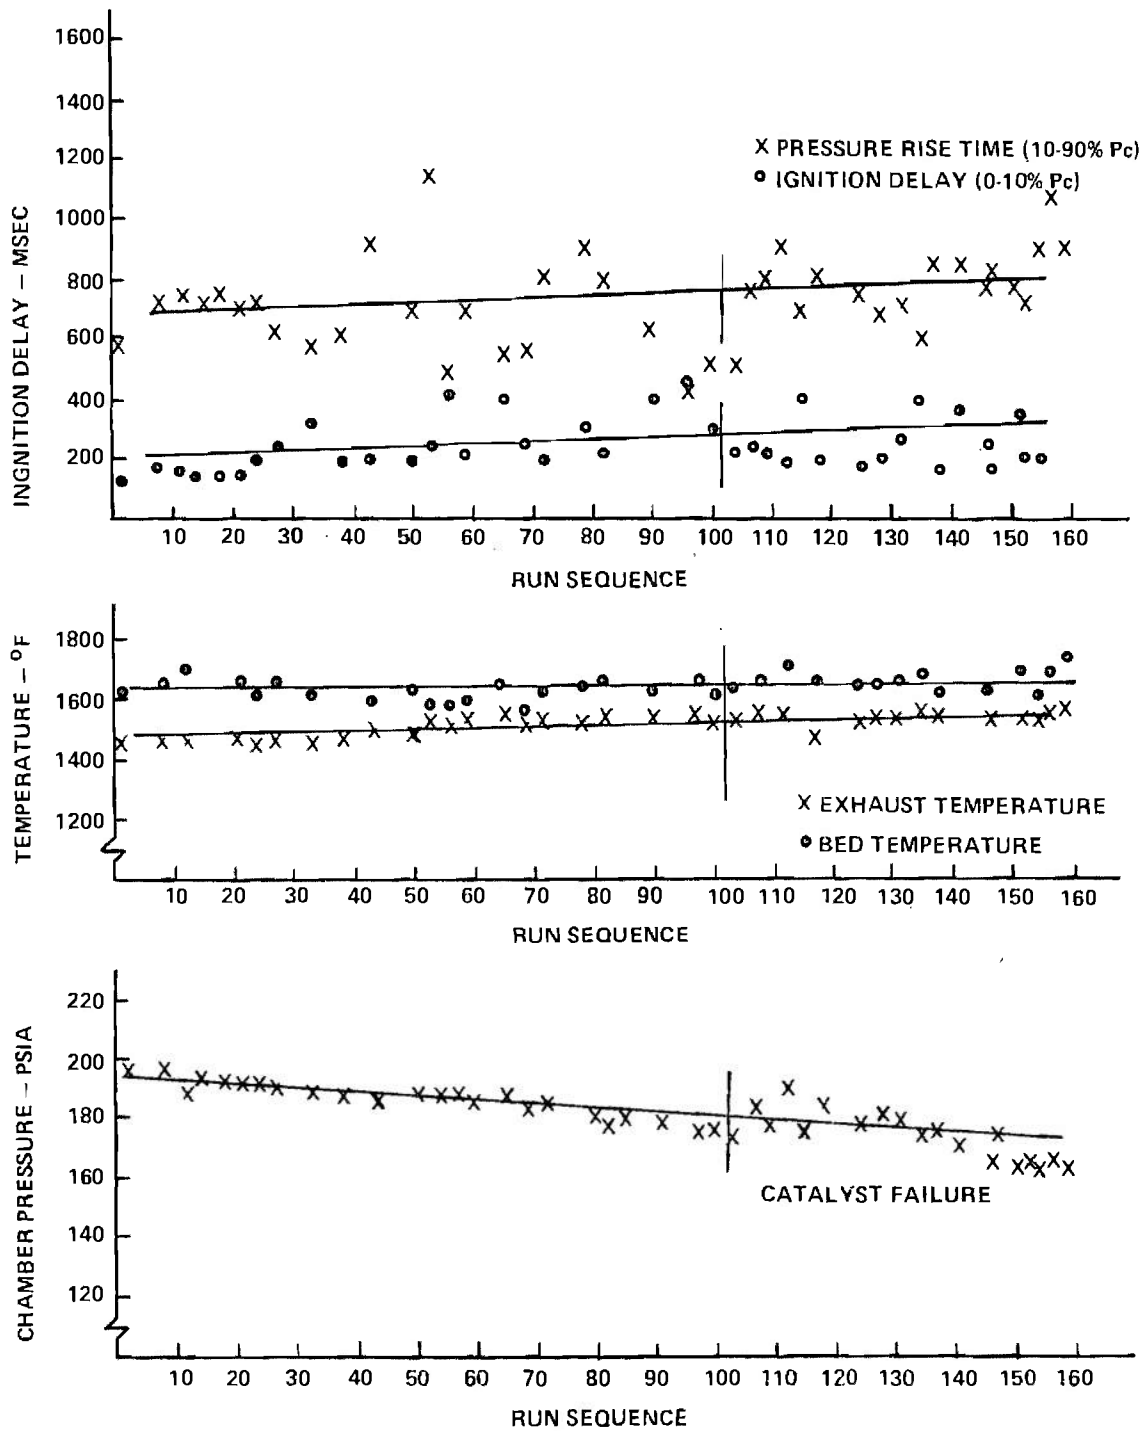 1600
1400
1200
1000
800
600
400
200
INGNITION DELAY – MSEC
X PRESSURE RISE TIME (10-90% Pc)
IGNITION DELAY (0-10% Pc)
10 20 30 40 50 60 70 80 90 100 110 120 130 140 150 160
RUN SEQUENCE
1800
1600
1400
1200
TEMPERATURE – °F
X EXHAUST TEMPERATURE
BED TEMPERATURE
10 20 30 40 50 60 70 80 90 100 110 120 130 140 150 160
RUN SEQUENCE
220
200
180
160
140
120
CHAMBER PRESSURE – PSIA
CATALYST FAILURE
10 20 30 40 50 60 70 80 90 100 110 120 130 140 150 160
RUN SEQUENCE